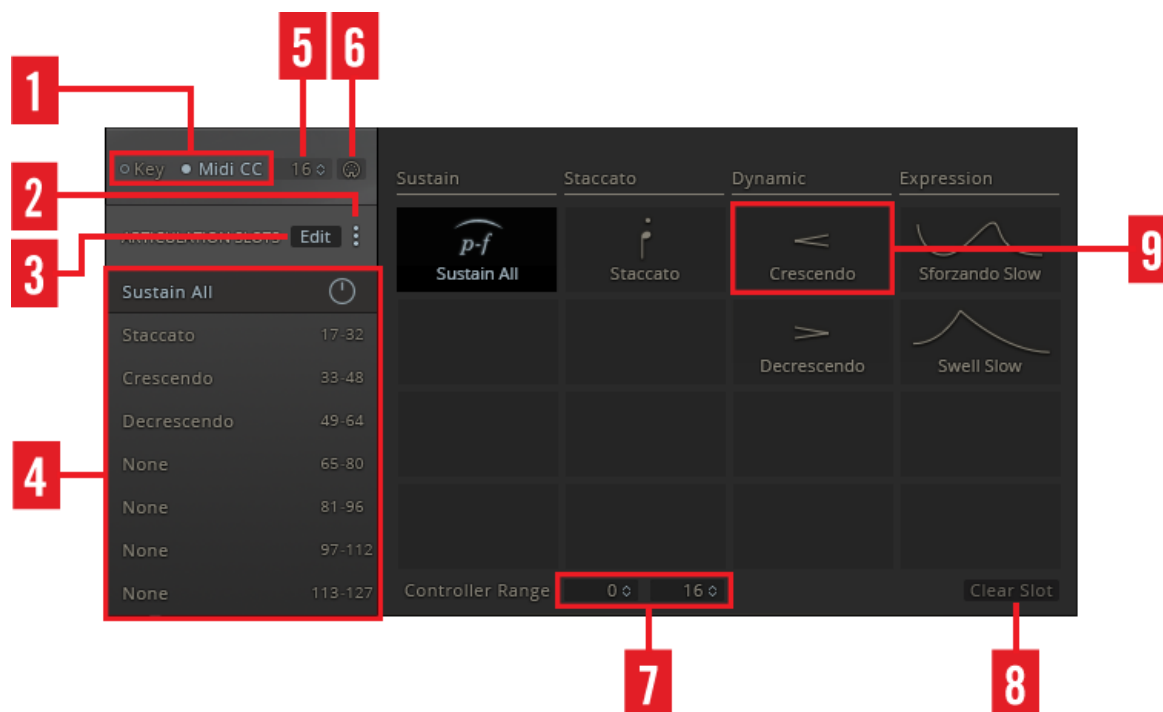 5 6
1
Key Midi CC 16
2
Sustain Staccato Dynamic Expression
ARTICULATION SLOTS Edit
3
9
p-f
Sustain All Staccato Crescendo Sforzando Slow
Sustain All
Staccato 17-32
Crescendo 33-48
Decrescendo Swell Slow
Decrescendo 49-64
4
None 65-80
None 81-96
None 97-112
None 113-127
Controller Range 0 16 Clear Slot
7 8